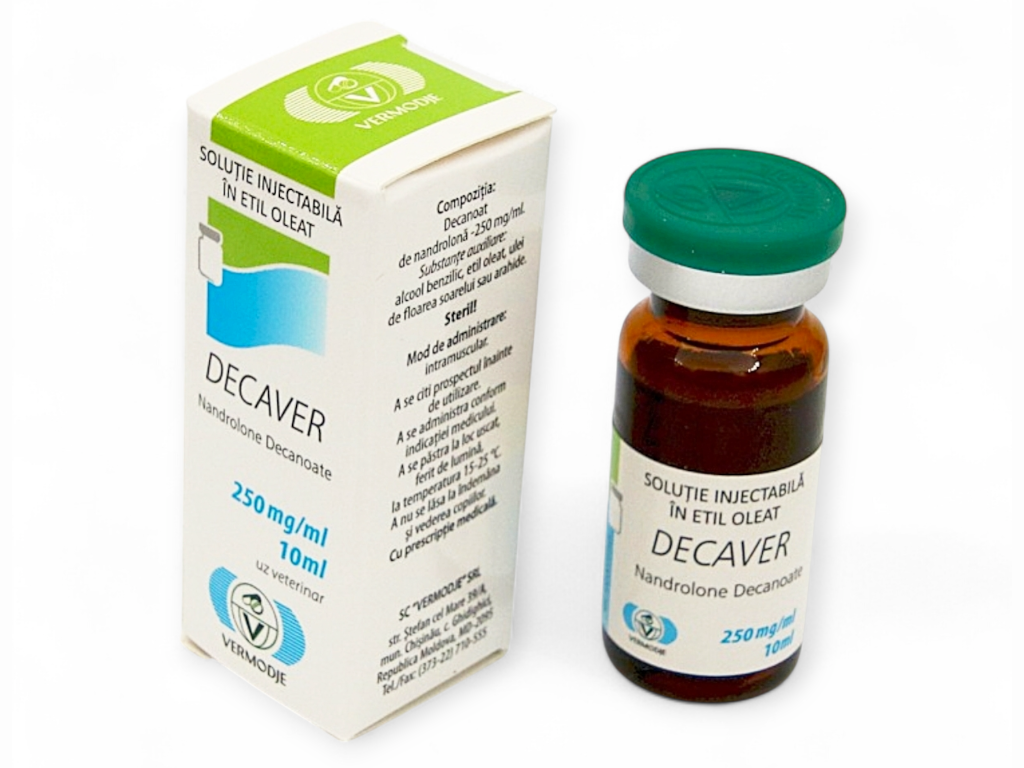 VERMODJE
SOLUȚIE INJECTABILĂ
ÎN ETIL OLEAT
DECAVER
Nandrolone Decanoate
250 mg/ml
10ml
uz veterinar
VERMODJE
Compoziția:
Decanoat
de nandrolonă -250 mg/ml.
Substanțe auxiliare:
alcool benzilic, etil oleat, ulei
de floarea soarelui sau arahide.
Steril!
Mod de administrare:
intramuscular.
A se citi prospectul înainte
de utilizare.
A se administra conform
indicației medicului.
A se păstra la loc uscat,
ferit de lumină,
la temperatura 15-25 °C.
A nu se lăsa la îndemâna
și vederea copiilor.
Cu prescripție medicală.
SC "VERMODJE" SRL
str. Ștefan cel Mare 39/A,
mun. Chișinău, c. Ghidighici,
Republica Moldova, MD-2095
Tel./Fax: (373-22) 710-555
SOLUȚIE INJECTABILĂ
ÎN ETIL OLEAT
DECAVER
Nandrolone Decanoate
250 mg/ml
10ml
VERMODJE